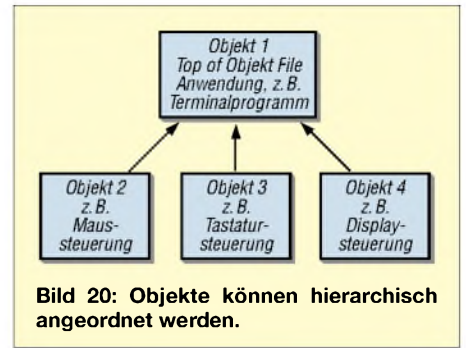 Objekt 1
Top of Objekt File
Anwendung, z.B.
Terminalprogramm
Objekt 2
z.B.
Maus-
steuerung
Objekt 3
z.B.
Tastatur-
steuerung
Objekt 4
z.B.
Display-
steuerung
Bild 20: Objekte können hierarchisch
angeordnet werden.